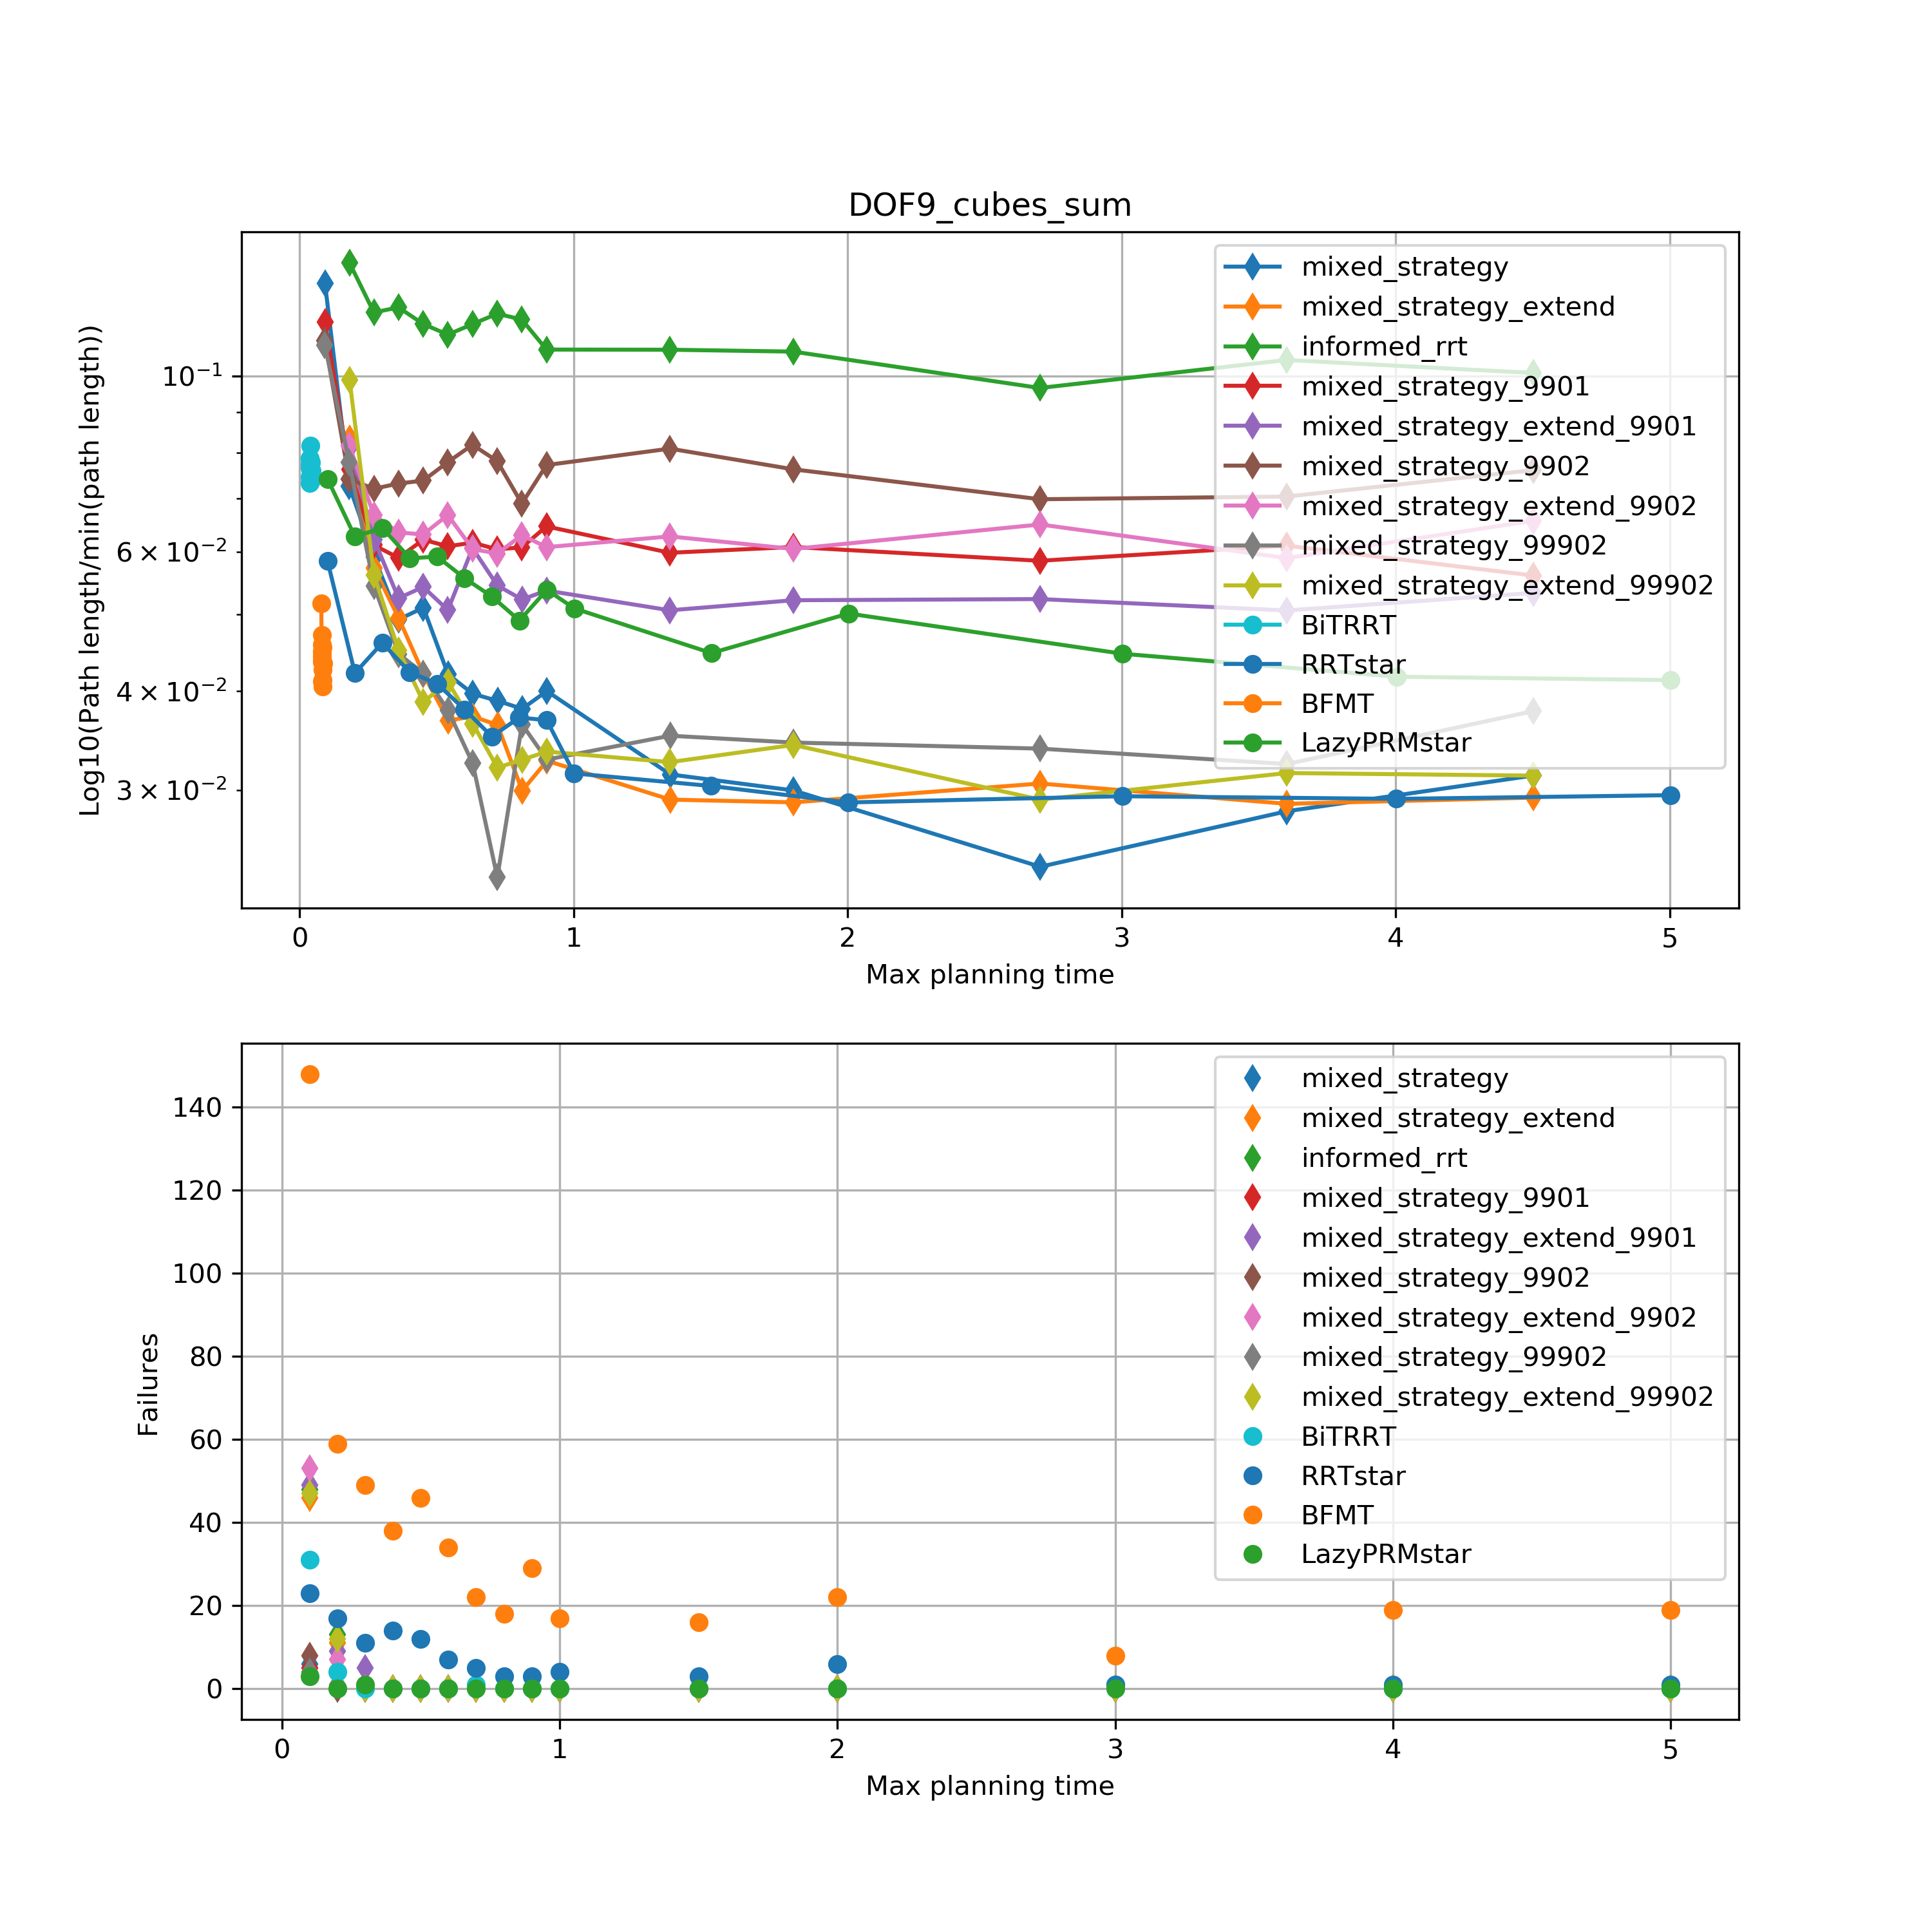 DOF9_cubes_sum
Log10(Path length/min(path length))
10⁻¹
6 × 10⁻²
4 × 10⁻²
3 × 10⁻²
mixed_strategy
mixed_strategy_extend
informed_rrt
mixed_strategy_9901
mixed_strategy_extend_9901
mixed_strategy_9902
mixed_strategy_extend_9902
mixed_strategy_99902
mixed_strategy_extend_99902
BiTRRT
RRTstar
BFMT
LazyPRMstar
0 1 2 3 4 5
Max planning time
Failures
140
120
100
80
60
40
20
0
mixed_strategy
mixed_strategy_extend
informed_rrt
mixed_strategy_9901
mixed_strategy_extend_9901
mixed_strategy_9902
mixed_strategy_extend_9902
mixed_strategy_99902
mixed_strategy_extend_99902
BiTRRT
RRTstar
BFMT
LazyPRMstar
0 1 2 3 4 5
Max planning time